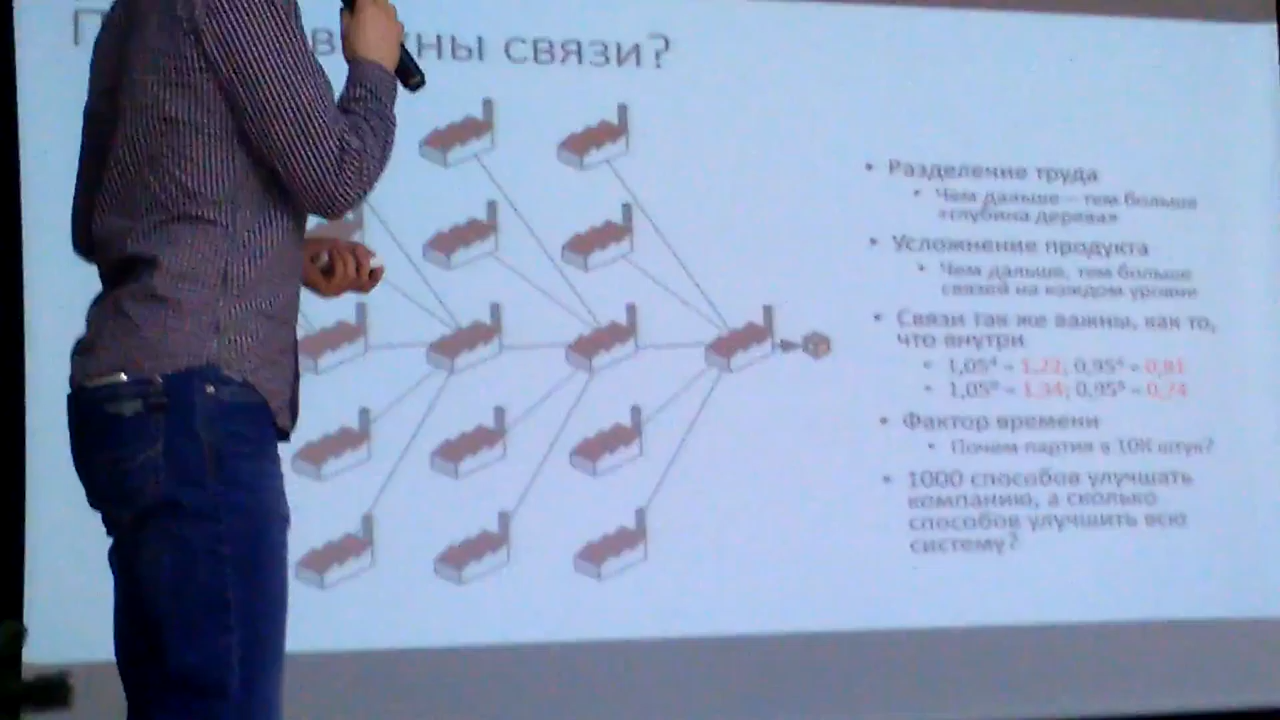 связи?
Разделение труда
Чем дальше – тем больше
«глубина дерева»
Усложнение продукта
Чем дальше, тем больше
связей на каждом уровне
Связи так же важны, как то,
что внутри
1,05⁴ = 1,22; 0,95⁴ = 0,81
1,05⁶ = 1,34; 0,95⁶ = 0,74
Фактор времени
Почем партия в 10К штук?
1000 способов улучшать
компанию, а сколько
способов улучшить всю
систему?